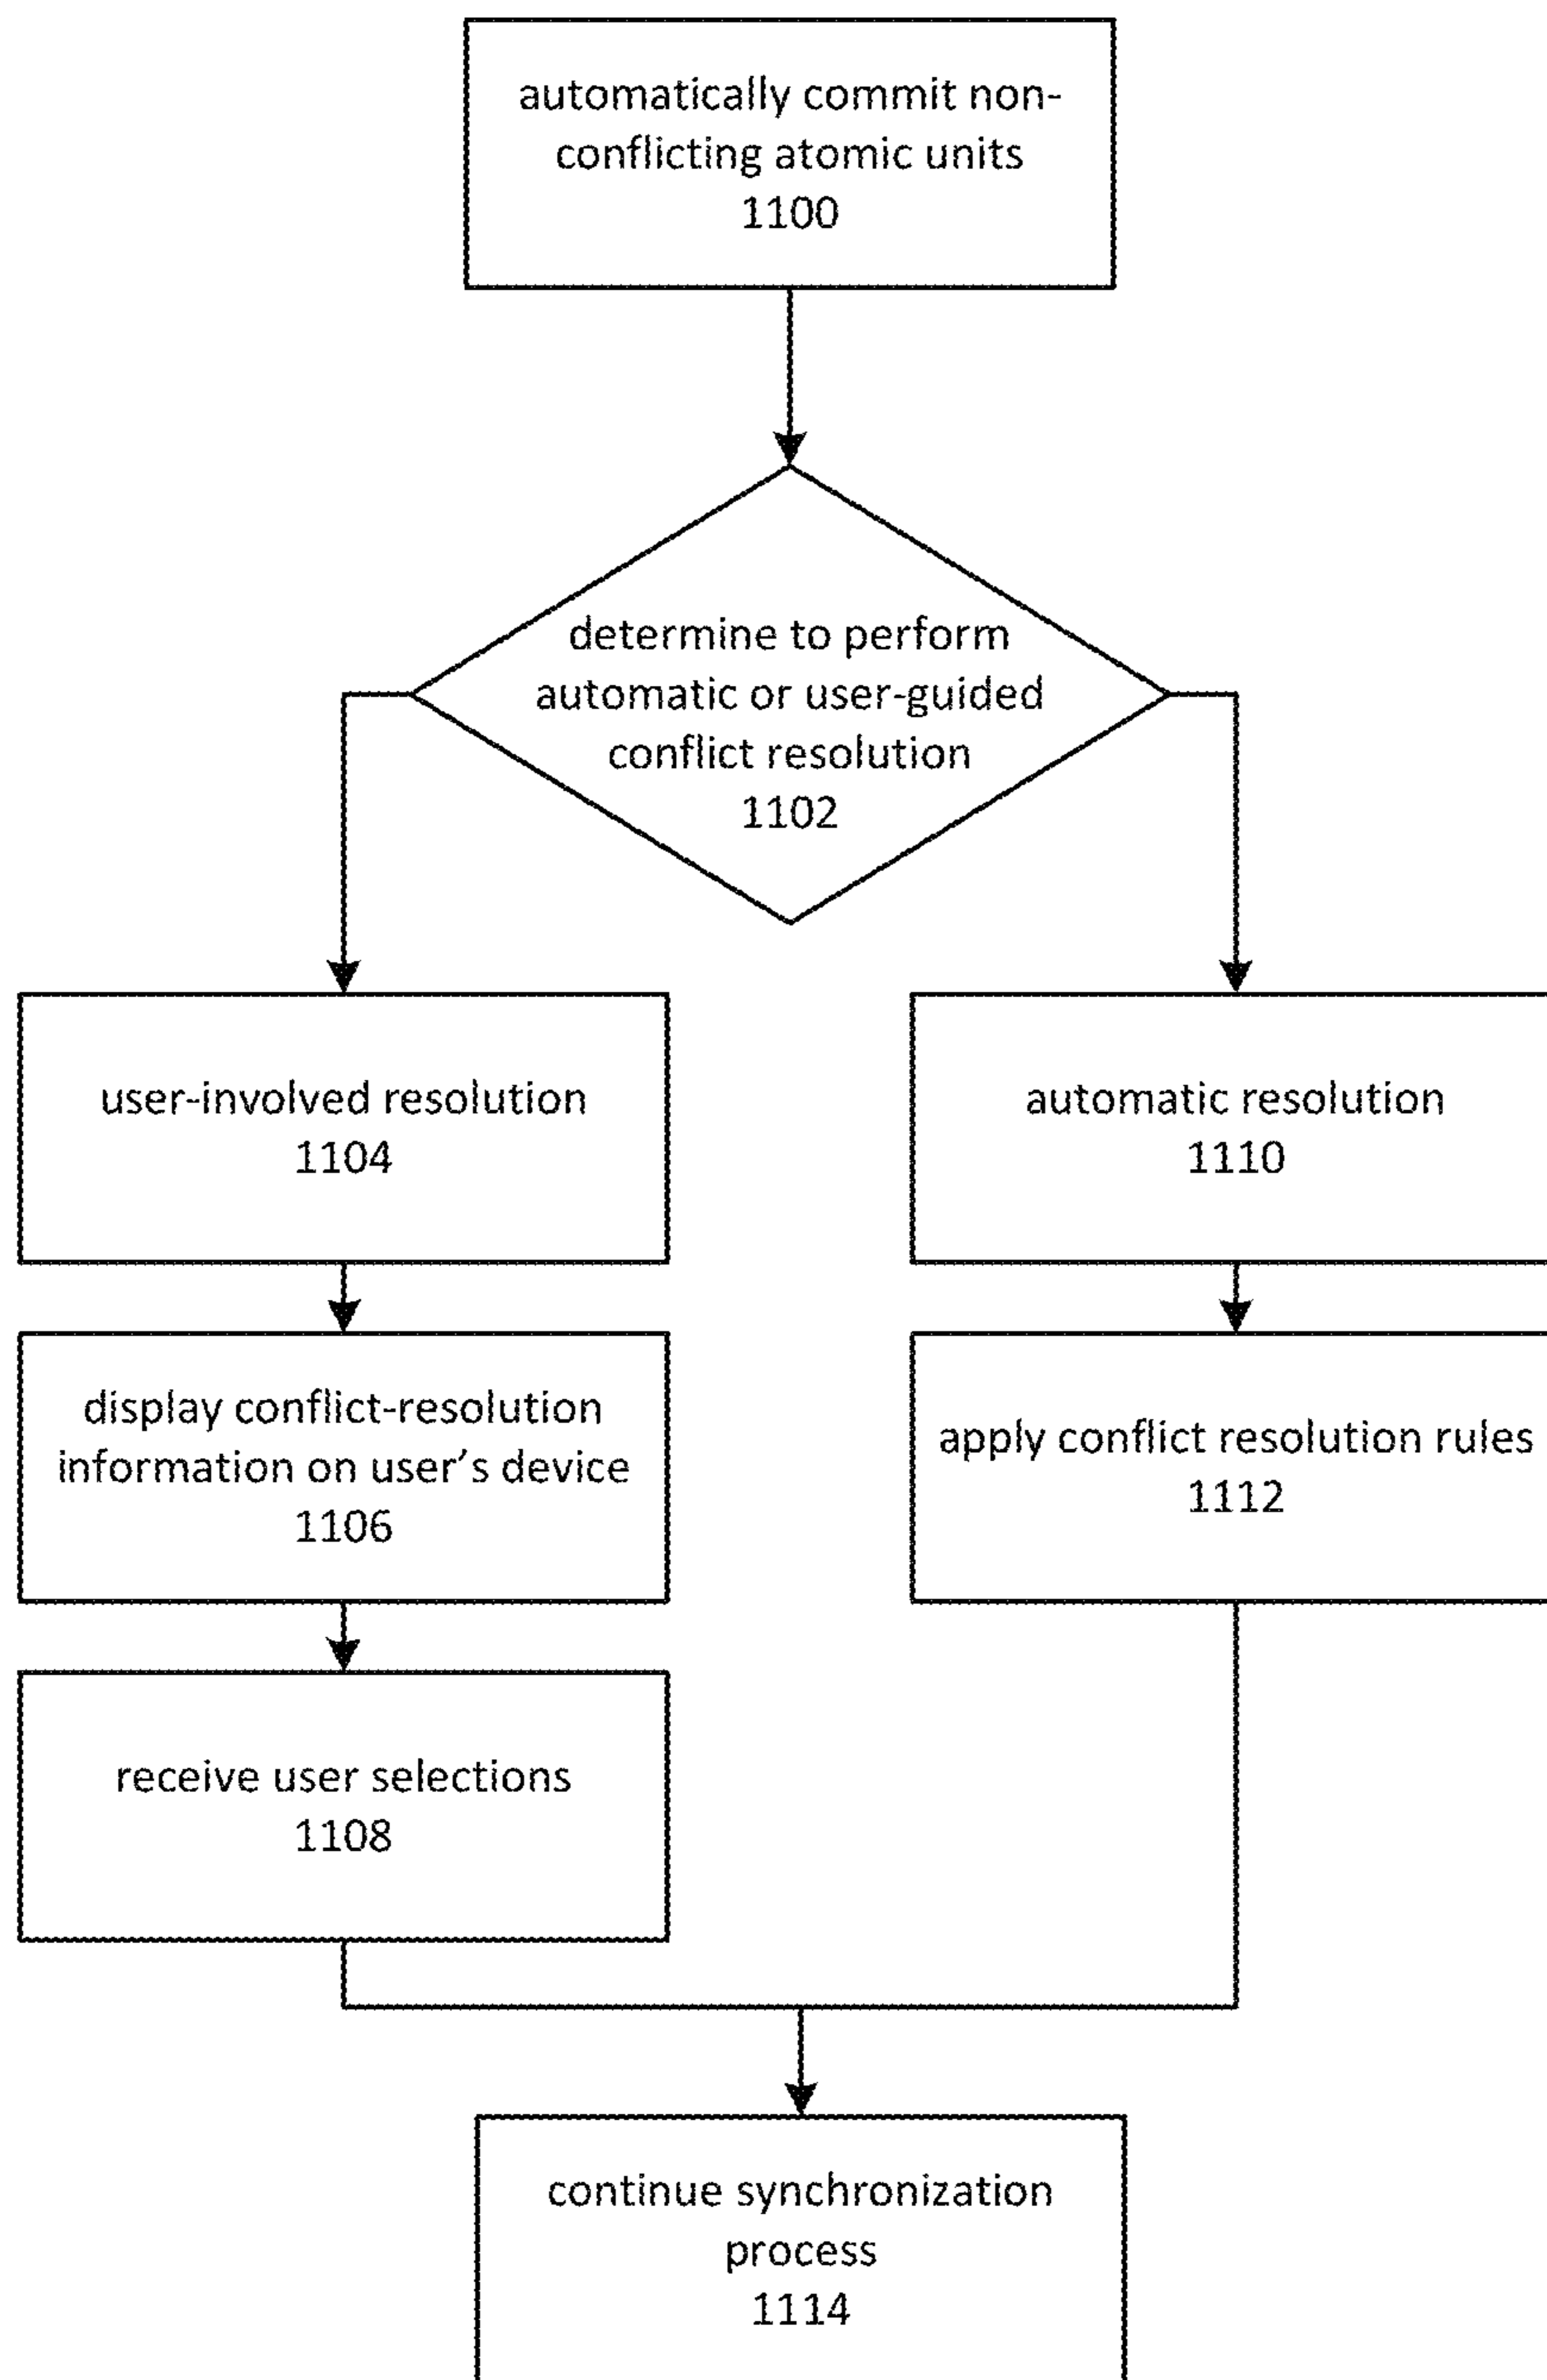 automatically commit non-
conflicting atomic units
1100
determine to perform
automatic or user-guided
conflict resolution
1102
user-involved resolution
1104
automatic resolution
1110
display conflict-resolution
information on user's device
1106
apply conflict resolution rules
1112
receive user selections
1108
continue synchronization
process
1114